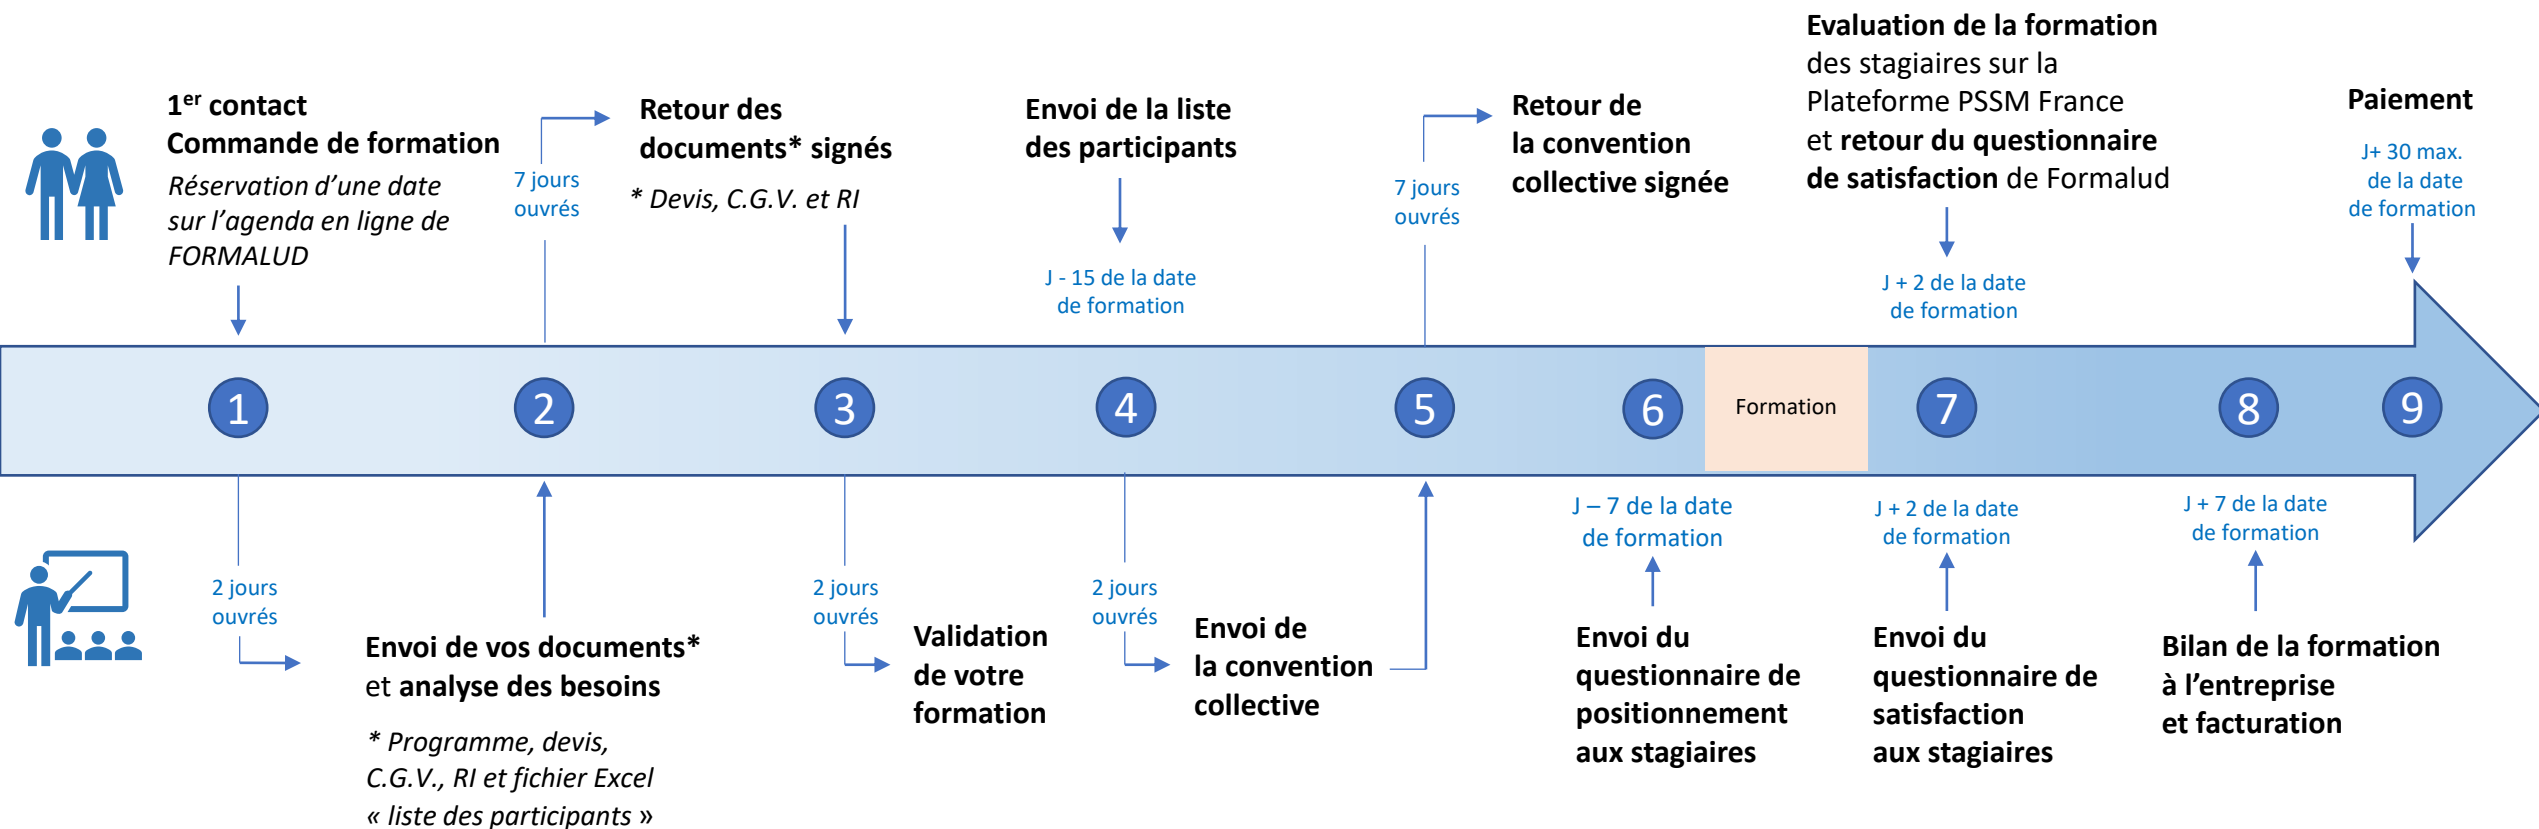 1er contact
Commande de formation
Réservation d’une date
sur l’agenda en ligne de
FORMALUD
7 jours
ouvrés
Retour des
documents* signés
* Devis, C.G.V. et RI
Envoi de la liste
des participants
J - 15 de la date
de formation
7 jours
ouvrés
Retour de
la convention
collective signée
Evaluation de la formation
des stagiaires sur la
Plateforme PSSM France
et retour du questionnaire
de satisfaction de Formalud
J + 2 de la date
de formation
Paiement
J+ 30 max.
de la date
de formation
1
2
3
4
5
6
Formation
7
8
9
2 jours
ouvrés
Envoi de vos documents*
et analyse des besoins
* Programme, devis,
C.G.V., RI et fichier Excel
« liste des participants »
2 jours
ouvrés
Validation
de votre
formation
2 jours
ouvrés
Envoi de
la convention
collective
J – 7 de la date
de formation
Envoi du
questionnaire de
positionnement
aux stagiaires
J + 2 de la date
de formation
Envoi du
questionnaire de
satisfaction
aux stagiaires
J + 7 de la date
de formation
Bilan de la formation
à l’entreprise
et facturation